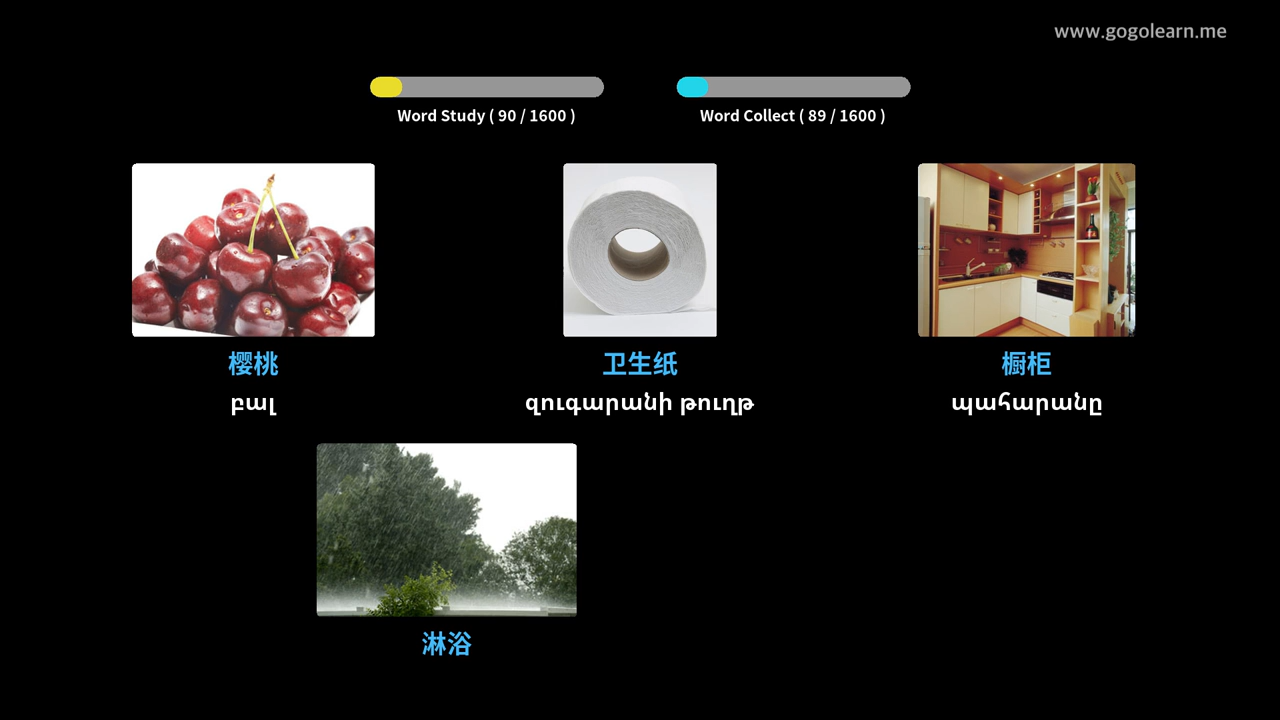 www.gogolearn.me
Word Study ( 90 / 1600 )
Word Collect ( 89 / 1600 )
樱桃
卫生纸
橱柜
բալ
զուգարանի թուղթ
պահարանը
淋浴